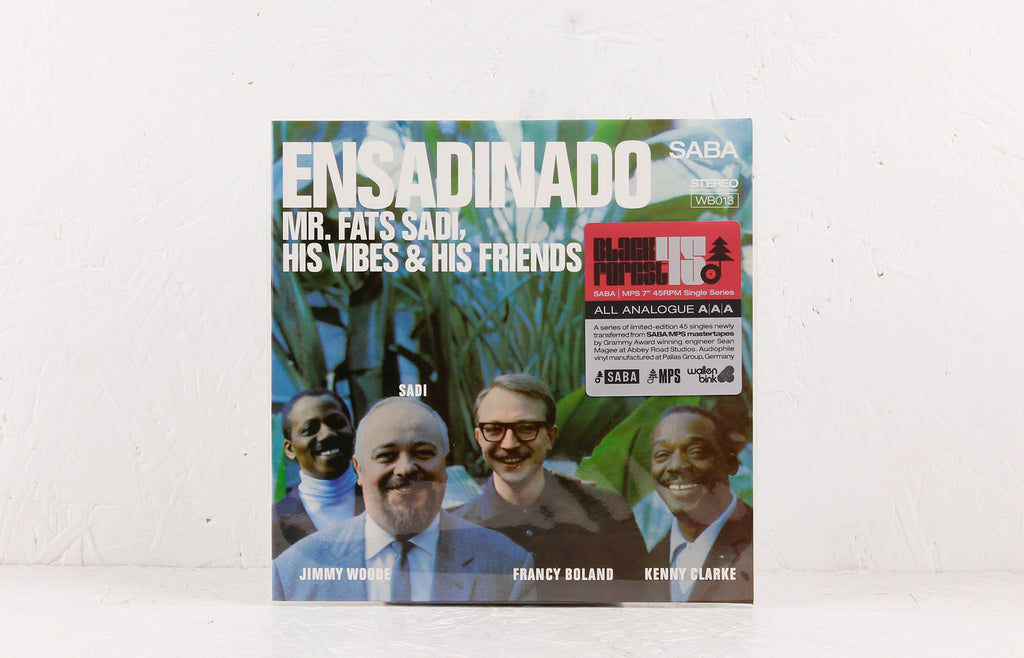 ENSADINADO
MR. FATS SADI,
HIS VIBES & HIS FRIENDS
SABA
STEREO
WB013
Black
Forest
45
SABA | MPS 7" 45RPM Single Series
ALL ANALOGUE A|A|A
A series of limited-edition 45 singles newly
transferred from SABA/MPS mastertapes
by Grammy Award winning engineer Sean
Magee at Abbey Road Studios. Audiophile
vinyl manufactured at Pallas Group, Germany
SABA
MPS
wallen
bink
SADI
JIMMY WOODE
FRANCY BOLAND
KENNY CLARKE